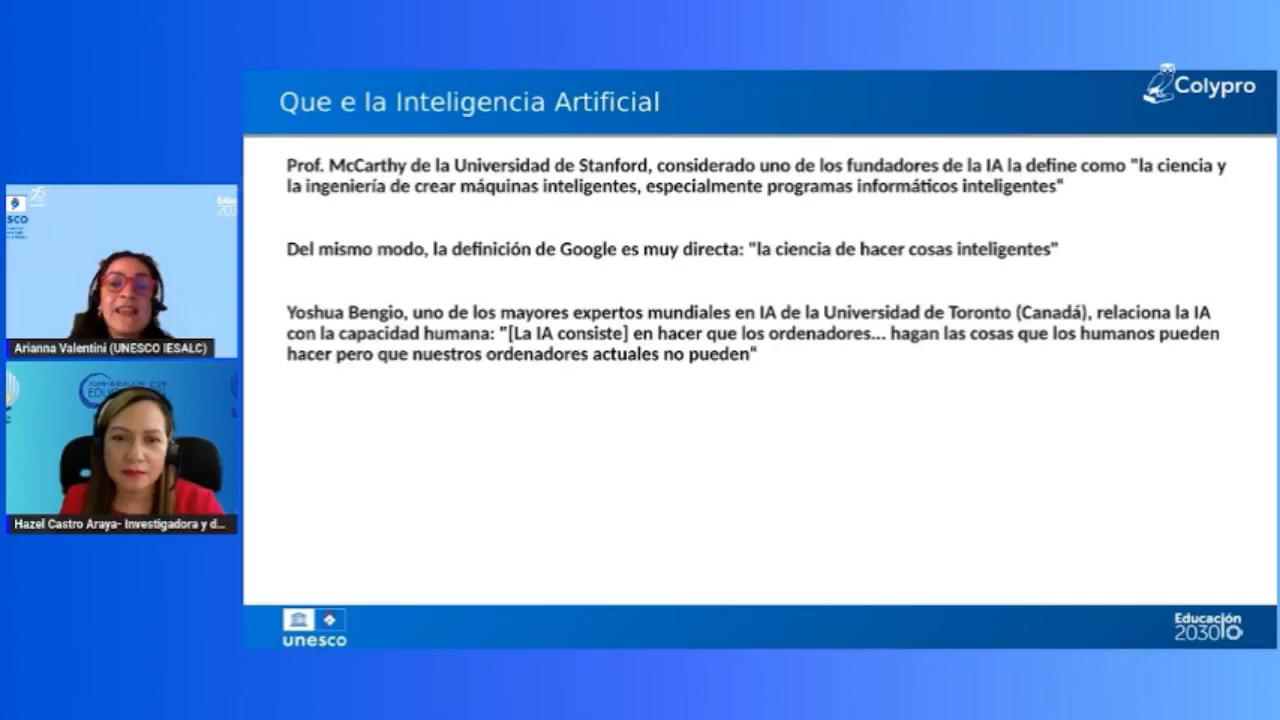 Que e la Inteligencia Artificial
Colypro
Prof. McCarthy de la Universidad de Stanford, considerado uno de los fundadores de la IA la define como "la ciencia y
la ingeniería de crear máquinas inteligentes, especialmente programas informáticos inteligentes"
Del mismo modo, la definición de Google es muy directa: "la ciencia de hacer cosas inteligentes"
Yoshua Bengio, uno de los mayores expertos mundiales en IA de la Universidad de Toronto (Canadá), relaciona la IA
con la capacidad humana: "[La IA consiste] en hacer que los ordenadores... hagan las cosas que los humanos pueden
hacer pero que nuestros ordenadores actuales no pueden"
SCO
Arianna Valentini (UNESCO IESALC)
Hazel Castro Araya- Investigadora y d...
unesco
Educación
2030